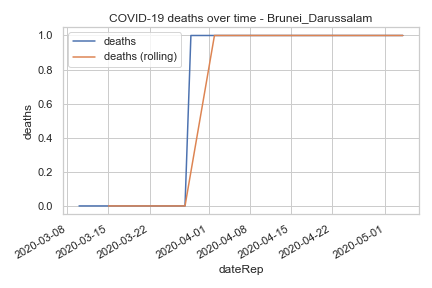 COVID-19 deaths over time - Brunei_Darussalam
deaths
deaths (rolling)
1.0
0.8
0.6
0.4
0.2
0.0
deaths
2020-03-08
2020-03-15
2020-03-22
2020-04-01
2020-04-08
2020-04-15
2020-04-22
2020-05-01
dateRep